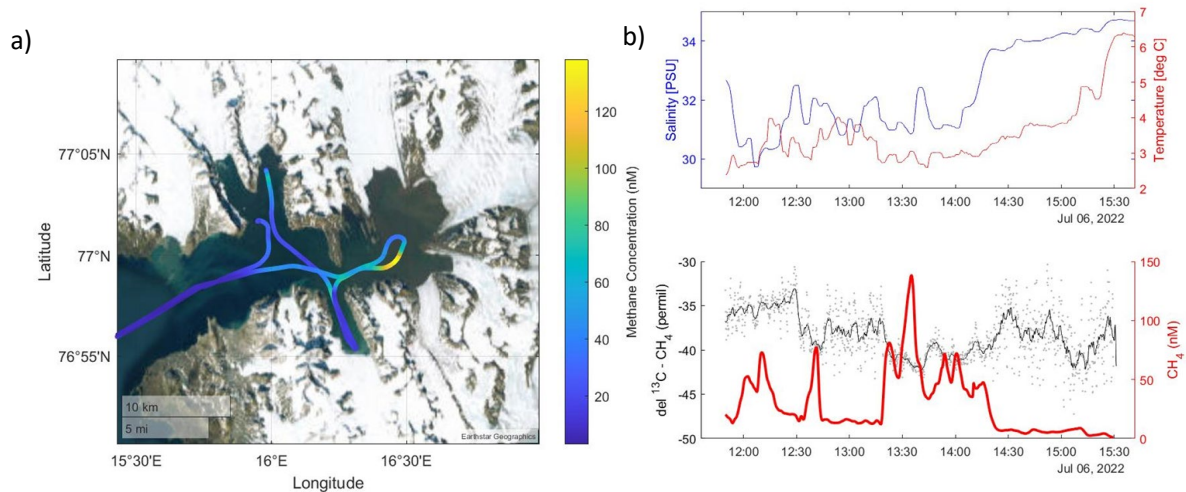 a)
77°05'N
77°N
76°55'N
Latitude
10 km
5 mi
Earthstar Geographics
15°30'E
16°E
16°30'E
Longitude
120
100
80
60
40
20
Methane Concentration (nM)
b)
34
32
30
Salinity [PSU]
7
6
5
4
3
2
Temperature [deg C]
12:00 12:30 13:00 13:30 14:00 14:30 15:00 15:30
Jul 06, 2022
-30
-35
-40
-45
-50
del 13C - CH4 (permil)
150
100
50
0
CH4 (nM)
12:00 12:30 13:00 13:30 14:00 14:30 15:00 15:30
Jul 06, 2022